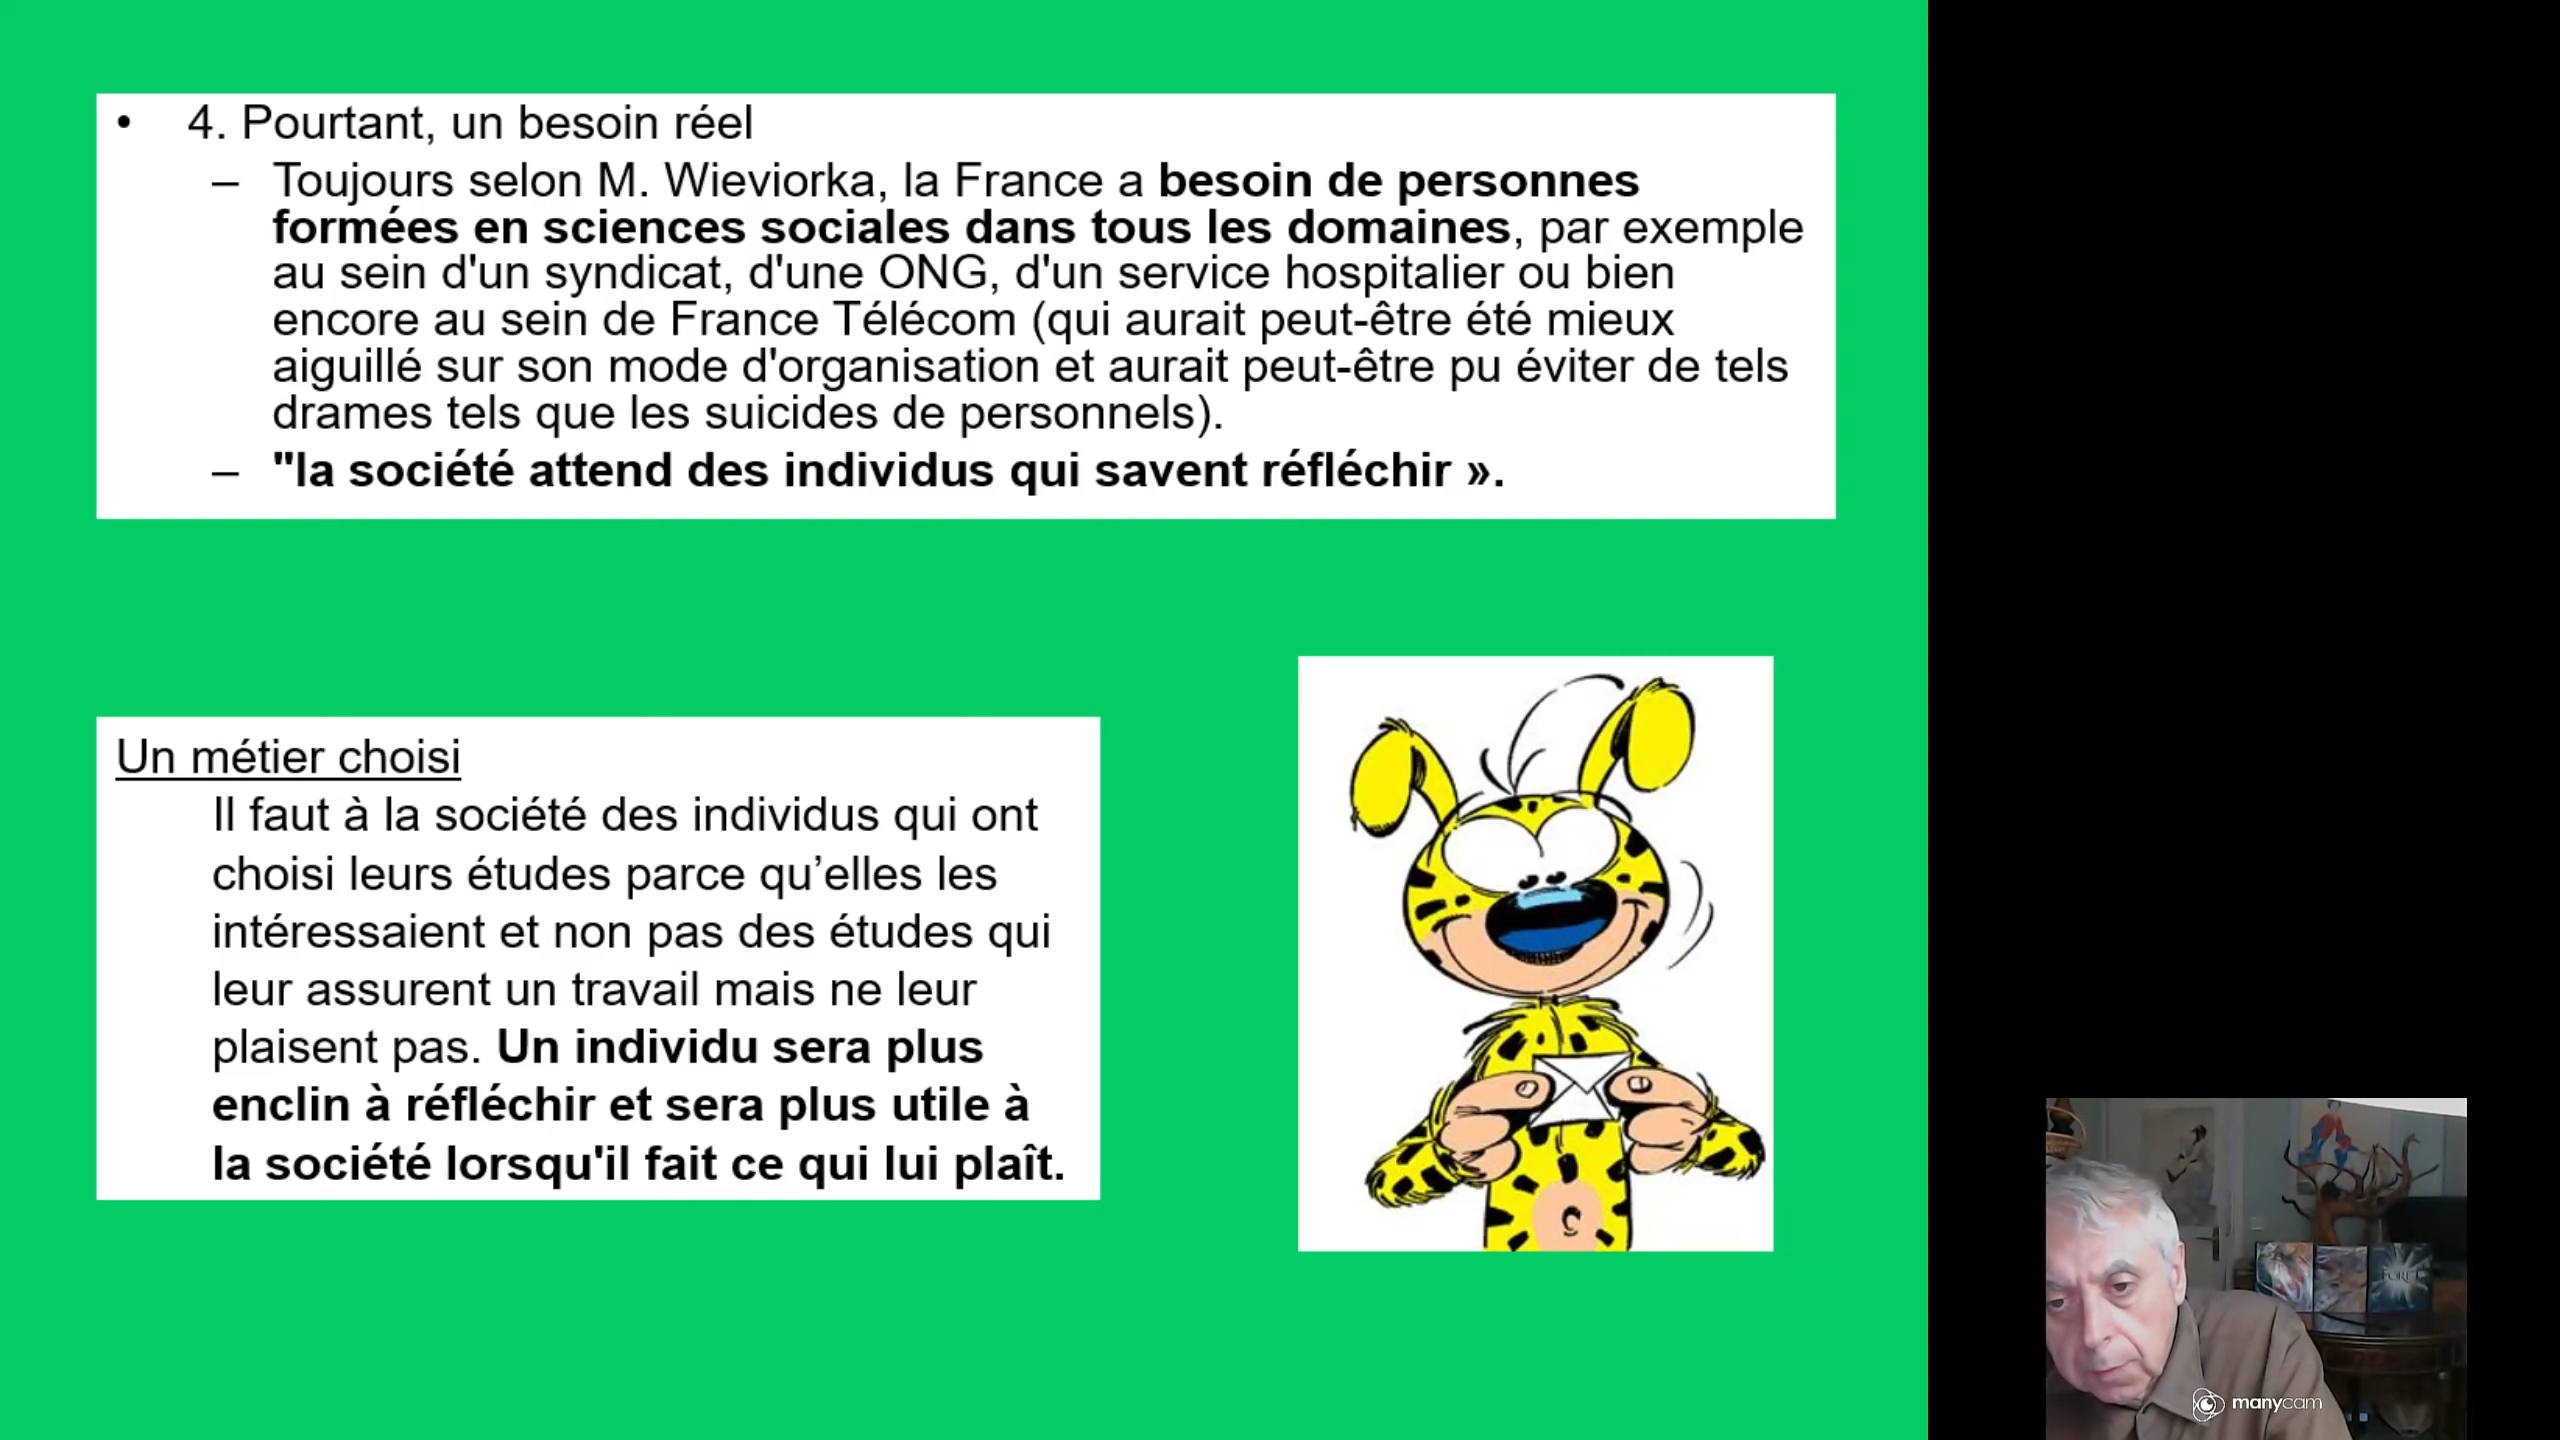 • 4. Pourtant, un besoin réel
– Toujours selon M. Wieviorka, la France a besoin de personnes
formées en sciences sociales dans tous les domaines, par exemple
au sein d'un syndicat, d'une ONG, d'un service hospitalier ou bien
encore au sein de France Télécom (qui aurait peut-être été mieux
aiguillé sur son mode d'organisation et aurait peut-être pu éviter de tels
drames tels que les suicides de personnels).
– "la société attend des individus qui savent réfléchir ».
Un métier choisi
Il faut à la société des individus qui ont
choisi leurs études parce qu’elles les
intéressaient et non pas des études qui
leur assurent un travail mais ne leur
plaisent pas. Un individu sera plus
enclin à réfléchir et sera plus utile à
la société lorsqu'il fait ce qui lui plaît.
manycam